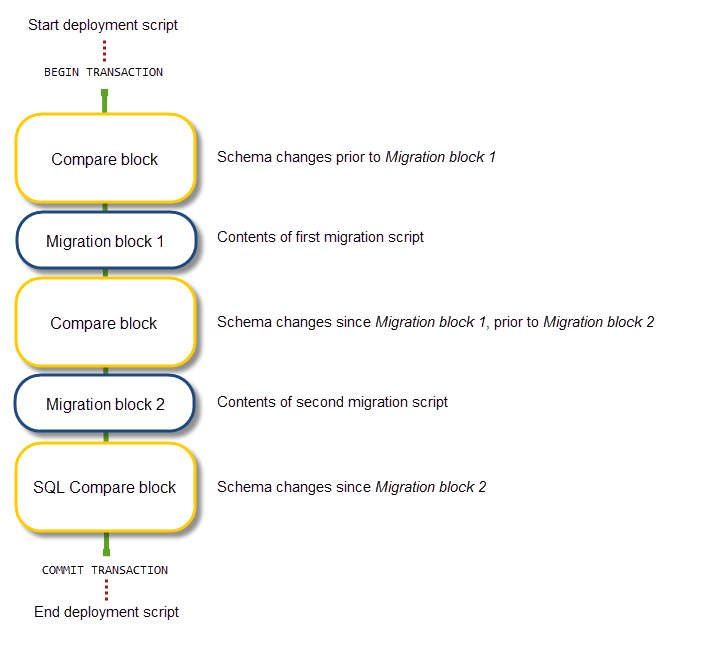 Start deployment script
BEGIN TRANSACTION
Compare block
Schema changes prior to Migration block 1
Migration block 1
Contents of first migration script
Compare block
Schema changes since Migration block 1, prior to Migration block 2
Migration block 2
Contents of second migration script
SQL Compare block
Schema changes since Migration block 2
COMMIT TRANSACTION
End deployment script